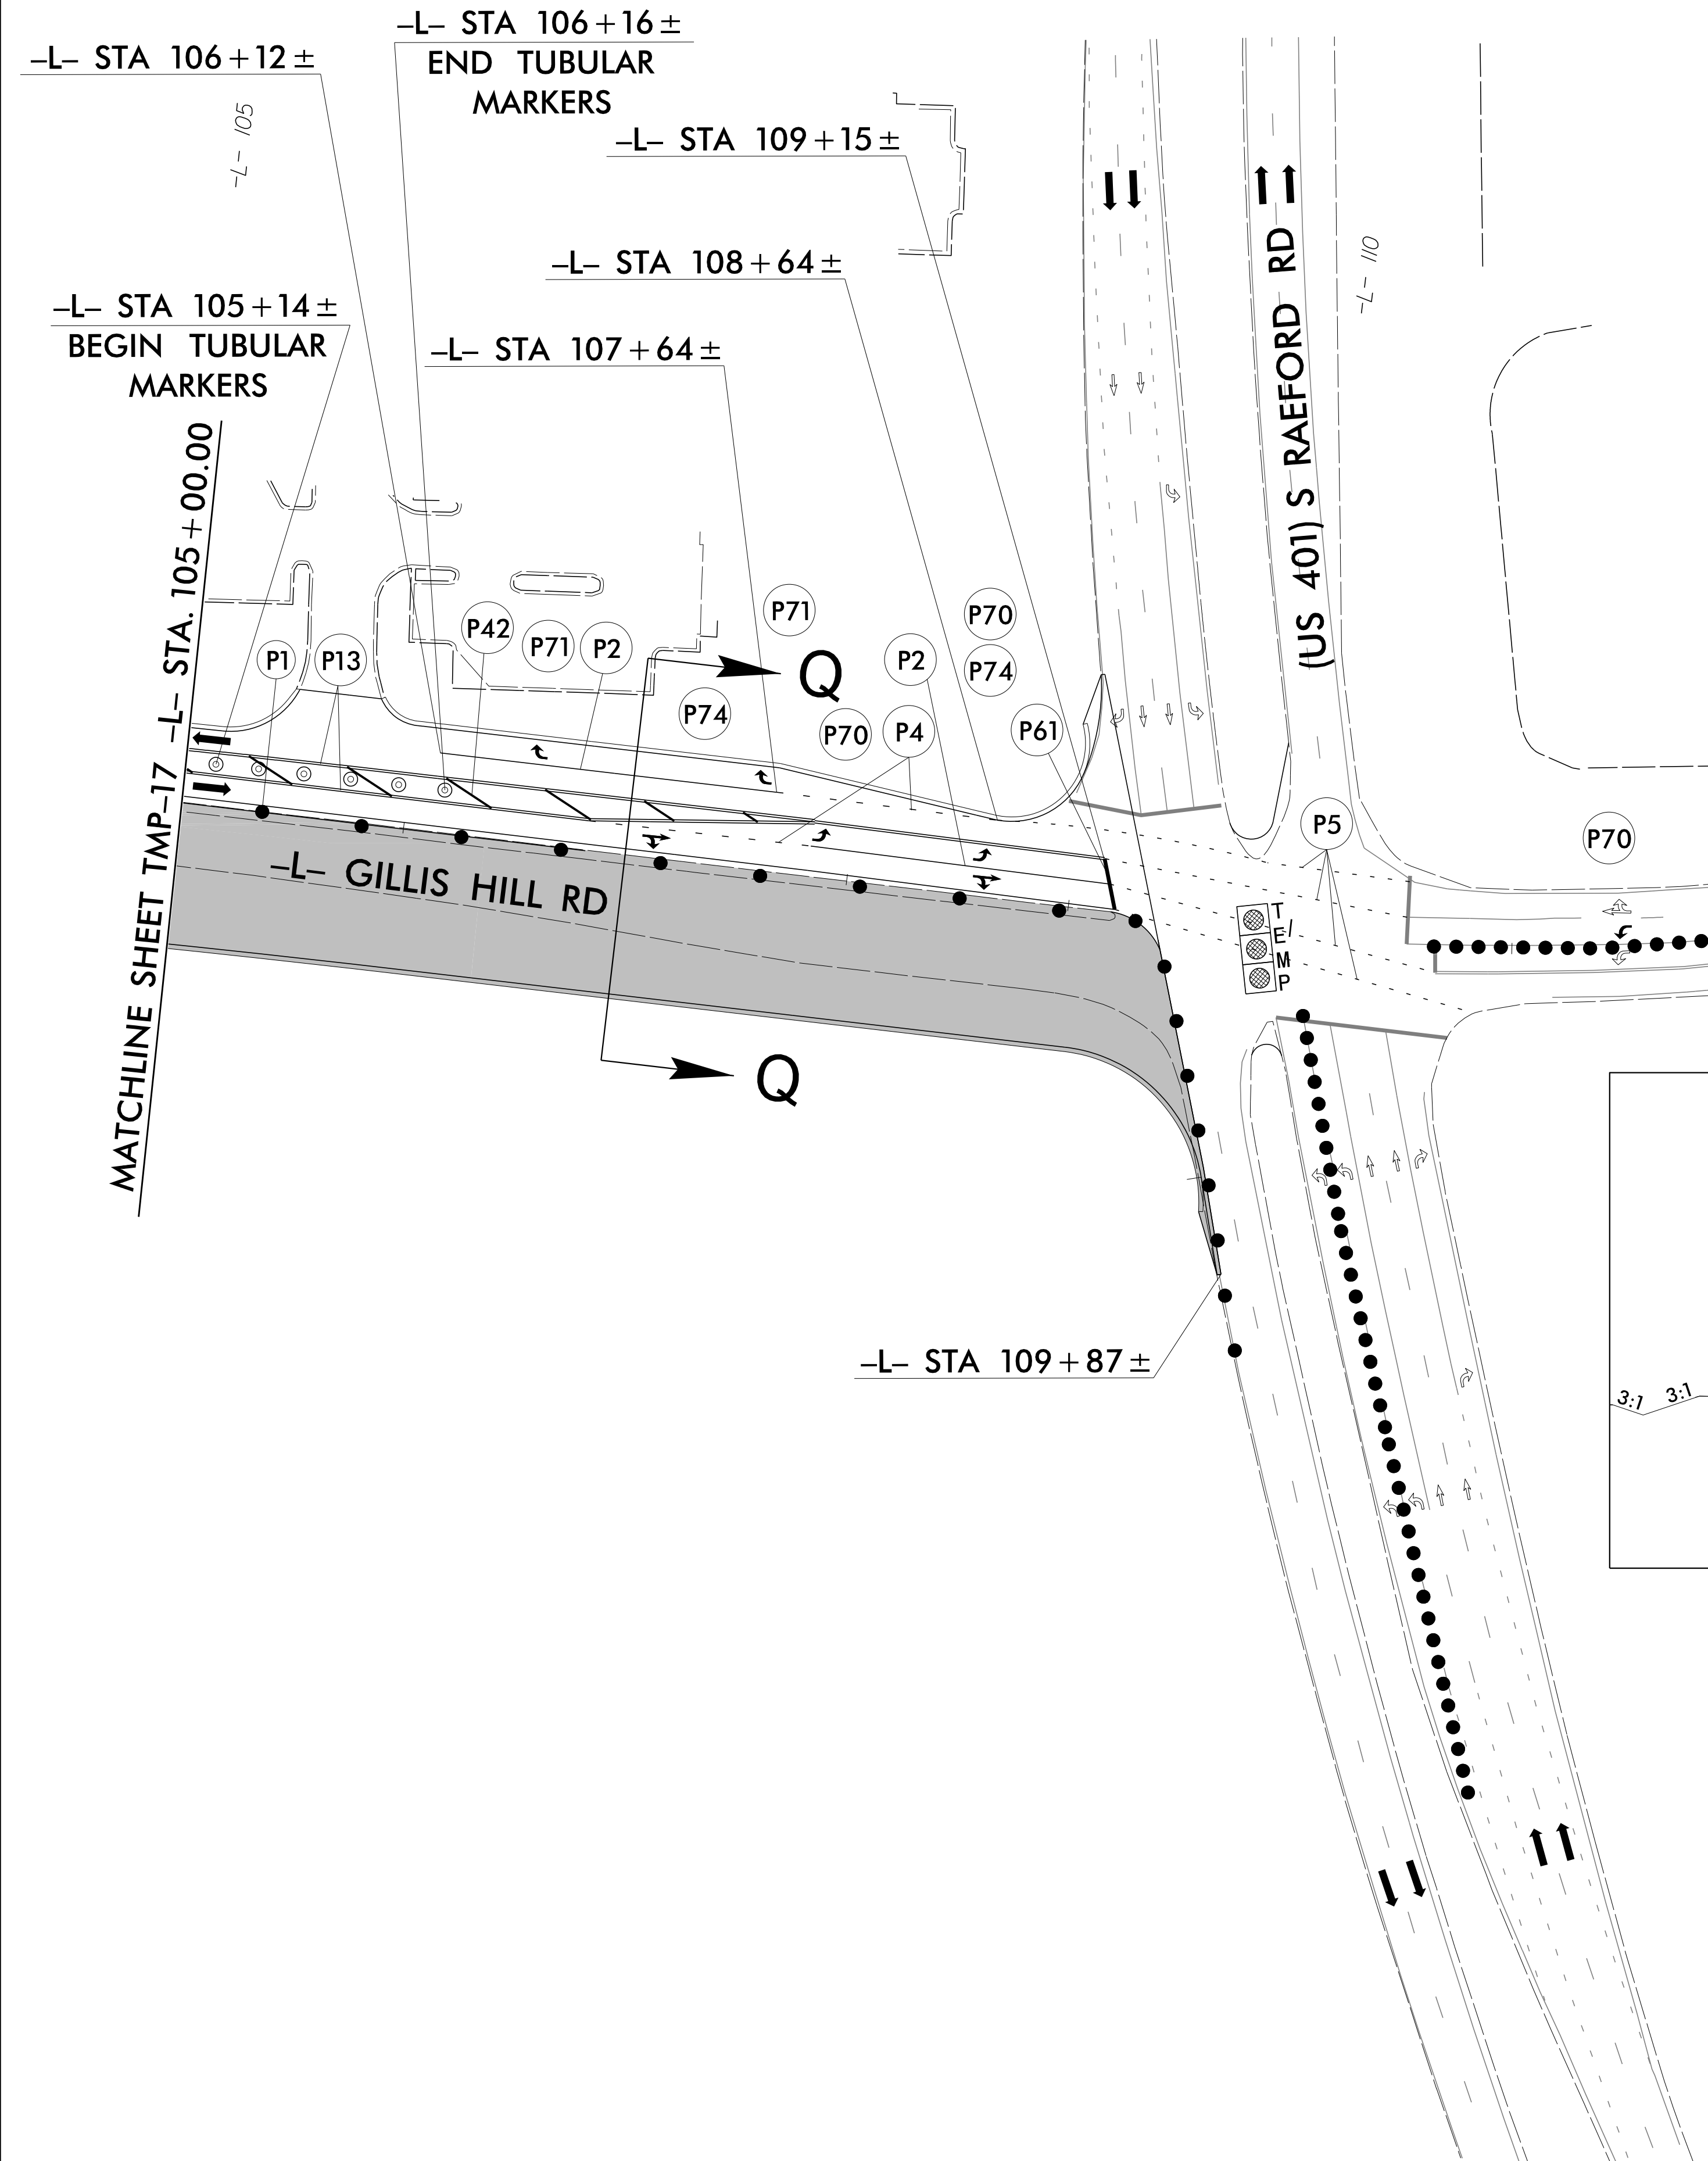 –L– STA 106+16±
END TUBULAR
MARKERS
–L– STA 106+12±
–L– 105
–L– STA 109+15±
–L– STA 108+64±
–L– STA 105+14±
BEGIN TUBULAR
MARKERS
–L– STA 107+64±
(US 401) S RAEFORD RD
–L– 110
MATCHLINE SHEET TMP–17 –L– STA. 105+00.00
P71
P70
P42
P71
P2
P1
P13
P2
P74
Q
P74
P70
P4
P61
P5
P70
–L– GILLIS HILL RD
T
E
M
P
Q
–L– STA 109+87±
3:1
3:1